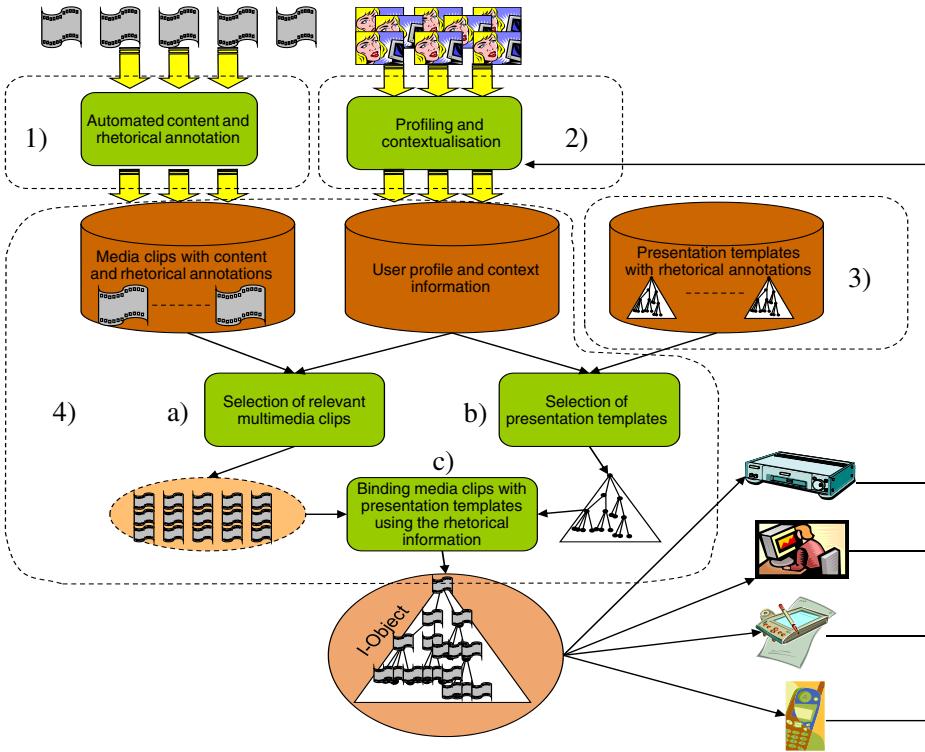 1)
Automated content and
rhetorical annotation
Profiling and
contextualisation
2)
Media clips with content
and rhetorical annotations
User profile and context
information
Presentation templates
with rhetorical annotations
3)
4)
a)
Selection of relevant
multimedia clips
b)
Selection of
presentation templates
c)
Binding media clips with
presentation templates
using the rhetorical
information
I-Object